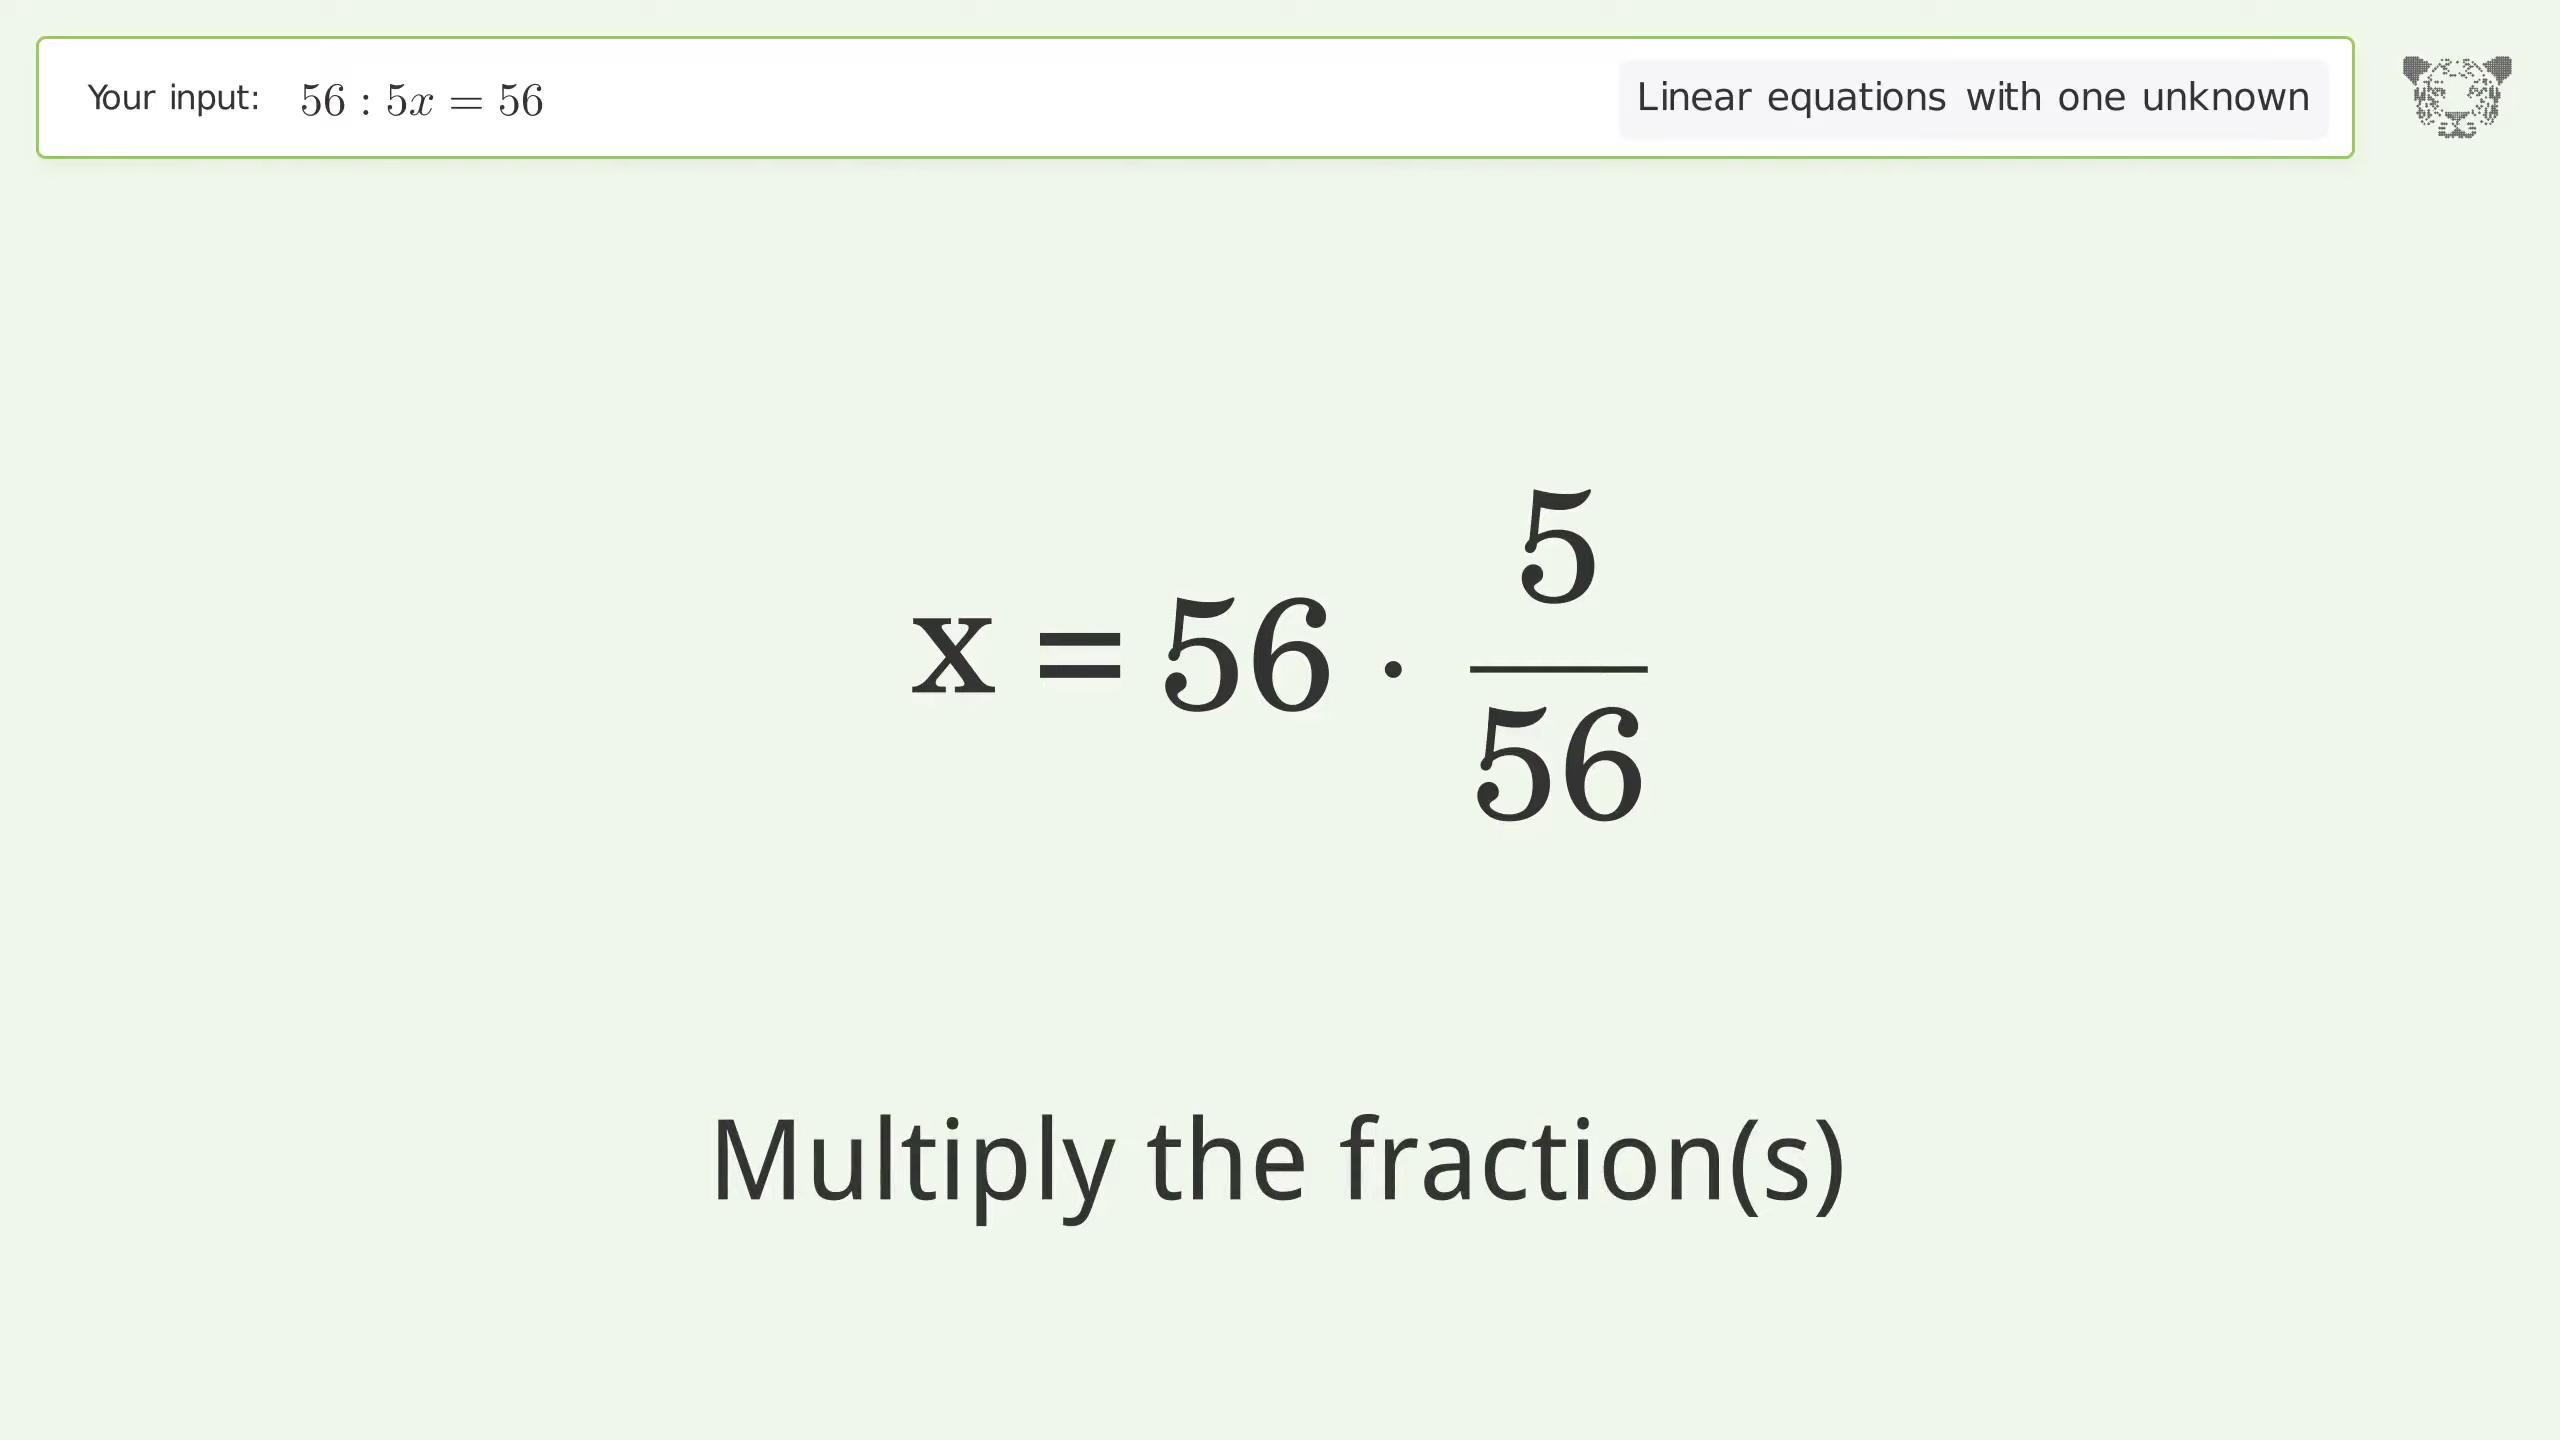 Your input: 56 : 5x = 56
Linear equations with one unknown
x = 56 · 5/56
Multiply the fraction(s)